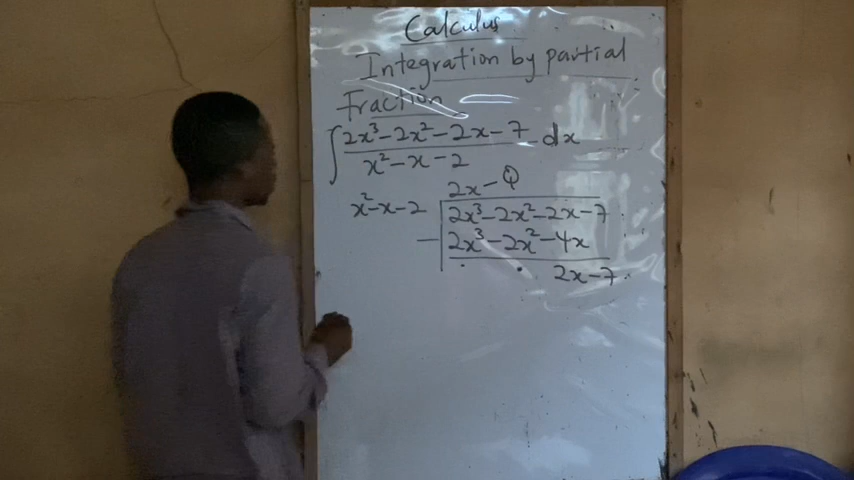 Calculus
Integration by partial
Fraction
∫ 2x³-2x²-2x-7 dx
x²-x-2
2x - Q
x²-x-2 2x³-2x²-2x-7
- 2x³-2x²-4x
2x-7